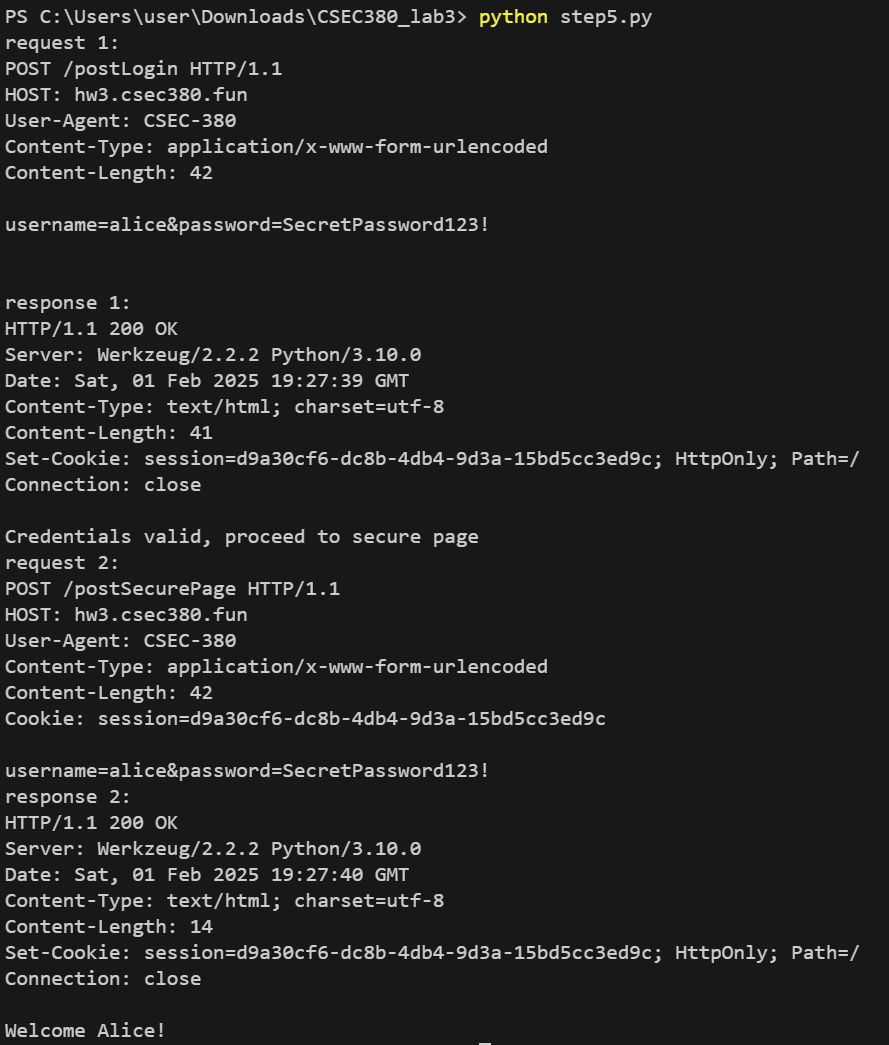 PS C:\Users\user\Downloads\CSEC380_lab3> python step5.py
request 1:
POST /postLogin HTTP/1.1
HOST: hw3.csec380.fun
User-Agent: CSEC-380
Content-Type: application/x-www-form-urlencoded
Content-Length: 42

username=alice&password=SecretPassword123!

response 1:
HTTP/1.1 200 OK
Server: Werkzeug/2.2.2 Python/3.10.0
Date: Sat, 01 Feb 2025 19:27:39 GMT
Content-Type: text/html; charset=utf-8
Content-Length: 41
Set-Cookie: session=d9a30cf6-dc8b-4db4-9d3a-15bd5cc3ed9c; HttpOnly; Path=/
Connection: close

Credentials valid, proceed to secure page
request 2:
POST /postSecurePage HTTP/1.1
HOST: hw3.csec380.fun
User-Agent: CSEC-380
Content-Type: application/x-www-form-urlencoded
Content-Length: 42
Cookie: session=d9a30cf6-dc8b-4db4-9d3a-15bd5cc3ed9c

username=alice&password=SecretPassword123!
response 2:
HTTP/1.1 200 OK
Server: Werkzeug/2.2.2 Python/3.10.0
Date: Sat, 01 Feb 2025 19:27:40 GMT
Content-Type: text/html; charset=utf-8
Content-Length: 14
Set-Cookie: session=d9a30cf6-dc8b-4db4-9d3a-15bd5cc3ed9c; HttpOnly; Path=/
Connection: close

Welcome Alice!